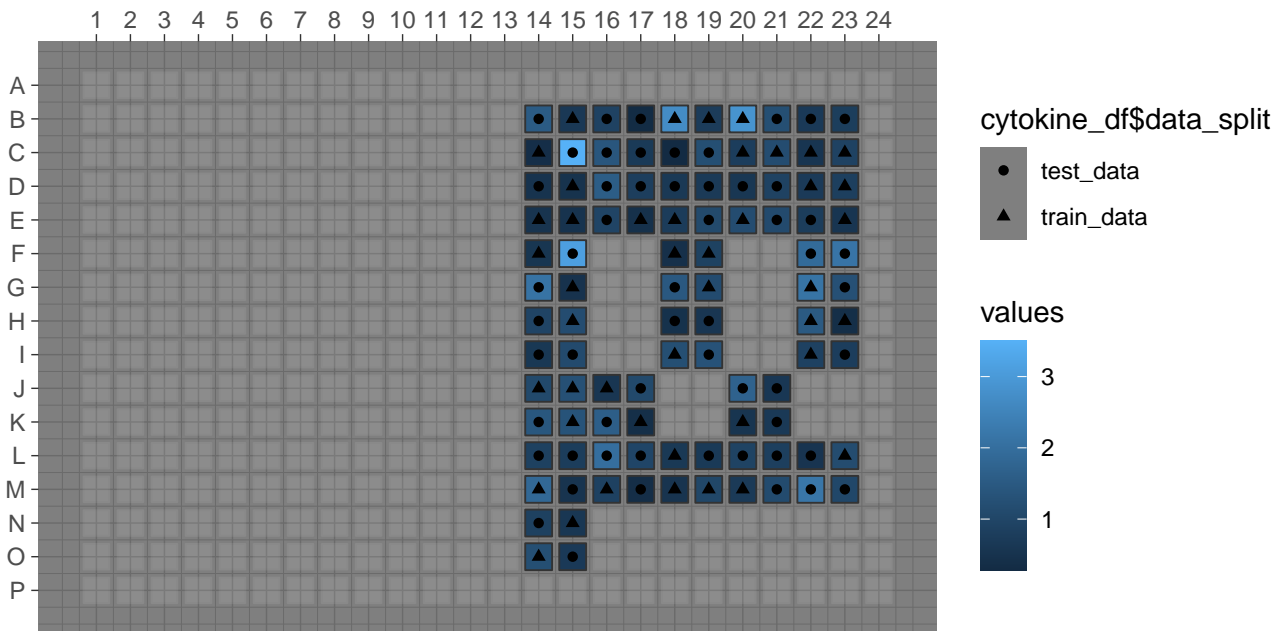 1 2 3 4 5 6 7 8 9 10 11 12 13 14 15 16 17 18 19 20 21 22 23 24
A
B
C
D
E
F
G
H
I
J
K
L
M
N
O
P
cytokine_df$data_split
test_data
train_data
values
3
2
1